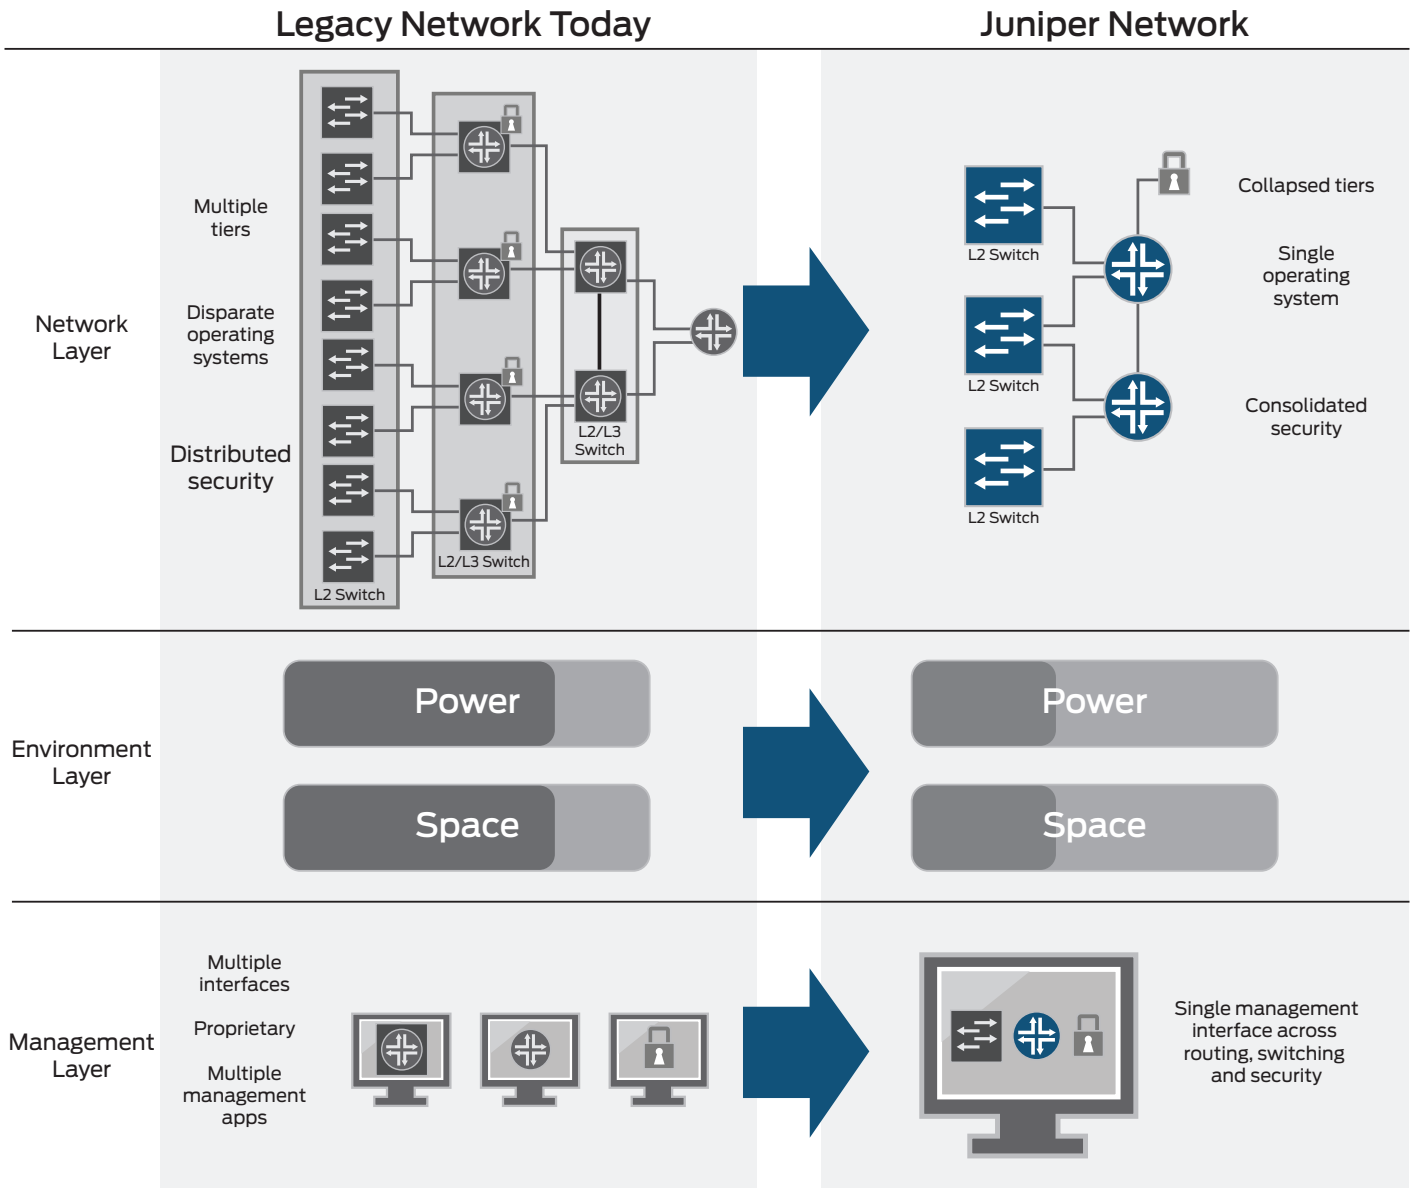 Legacy Network Today
Juniper Network
Network
Layer
Multiple
tiers
Disparate
operating
systems
Distributed
security
L2 Switch
L2/L3 Switch
L2/L3
Switch
L2 Switch
L2 Switch
L2 Switch
Collapsed tiers
Single
operating
system
Consolidated
security
Environment
Layer
Power
Space
Power
Space
Management
Layer
Multiple
interfaces
Proprietary
Multiple
management
apps
Single management
interface across
routing, switching
and security